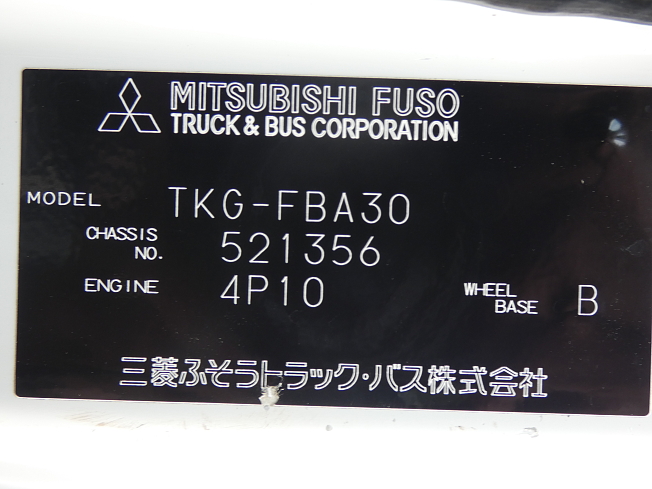 MITSUBISHI FUSO
TRUCK & BUS CORPORATION
MODEL TKG-FBA30
CHASSIS NO. 521356
ENGINE 4P10 WHEEL BASE B
三菱ふそうトラック・バス株式会社